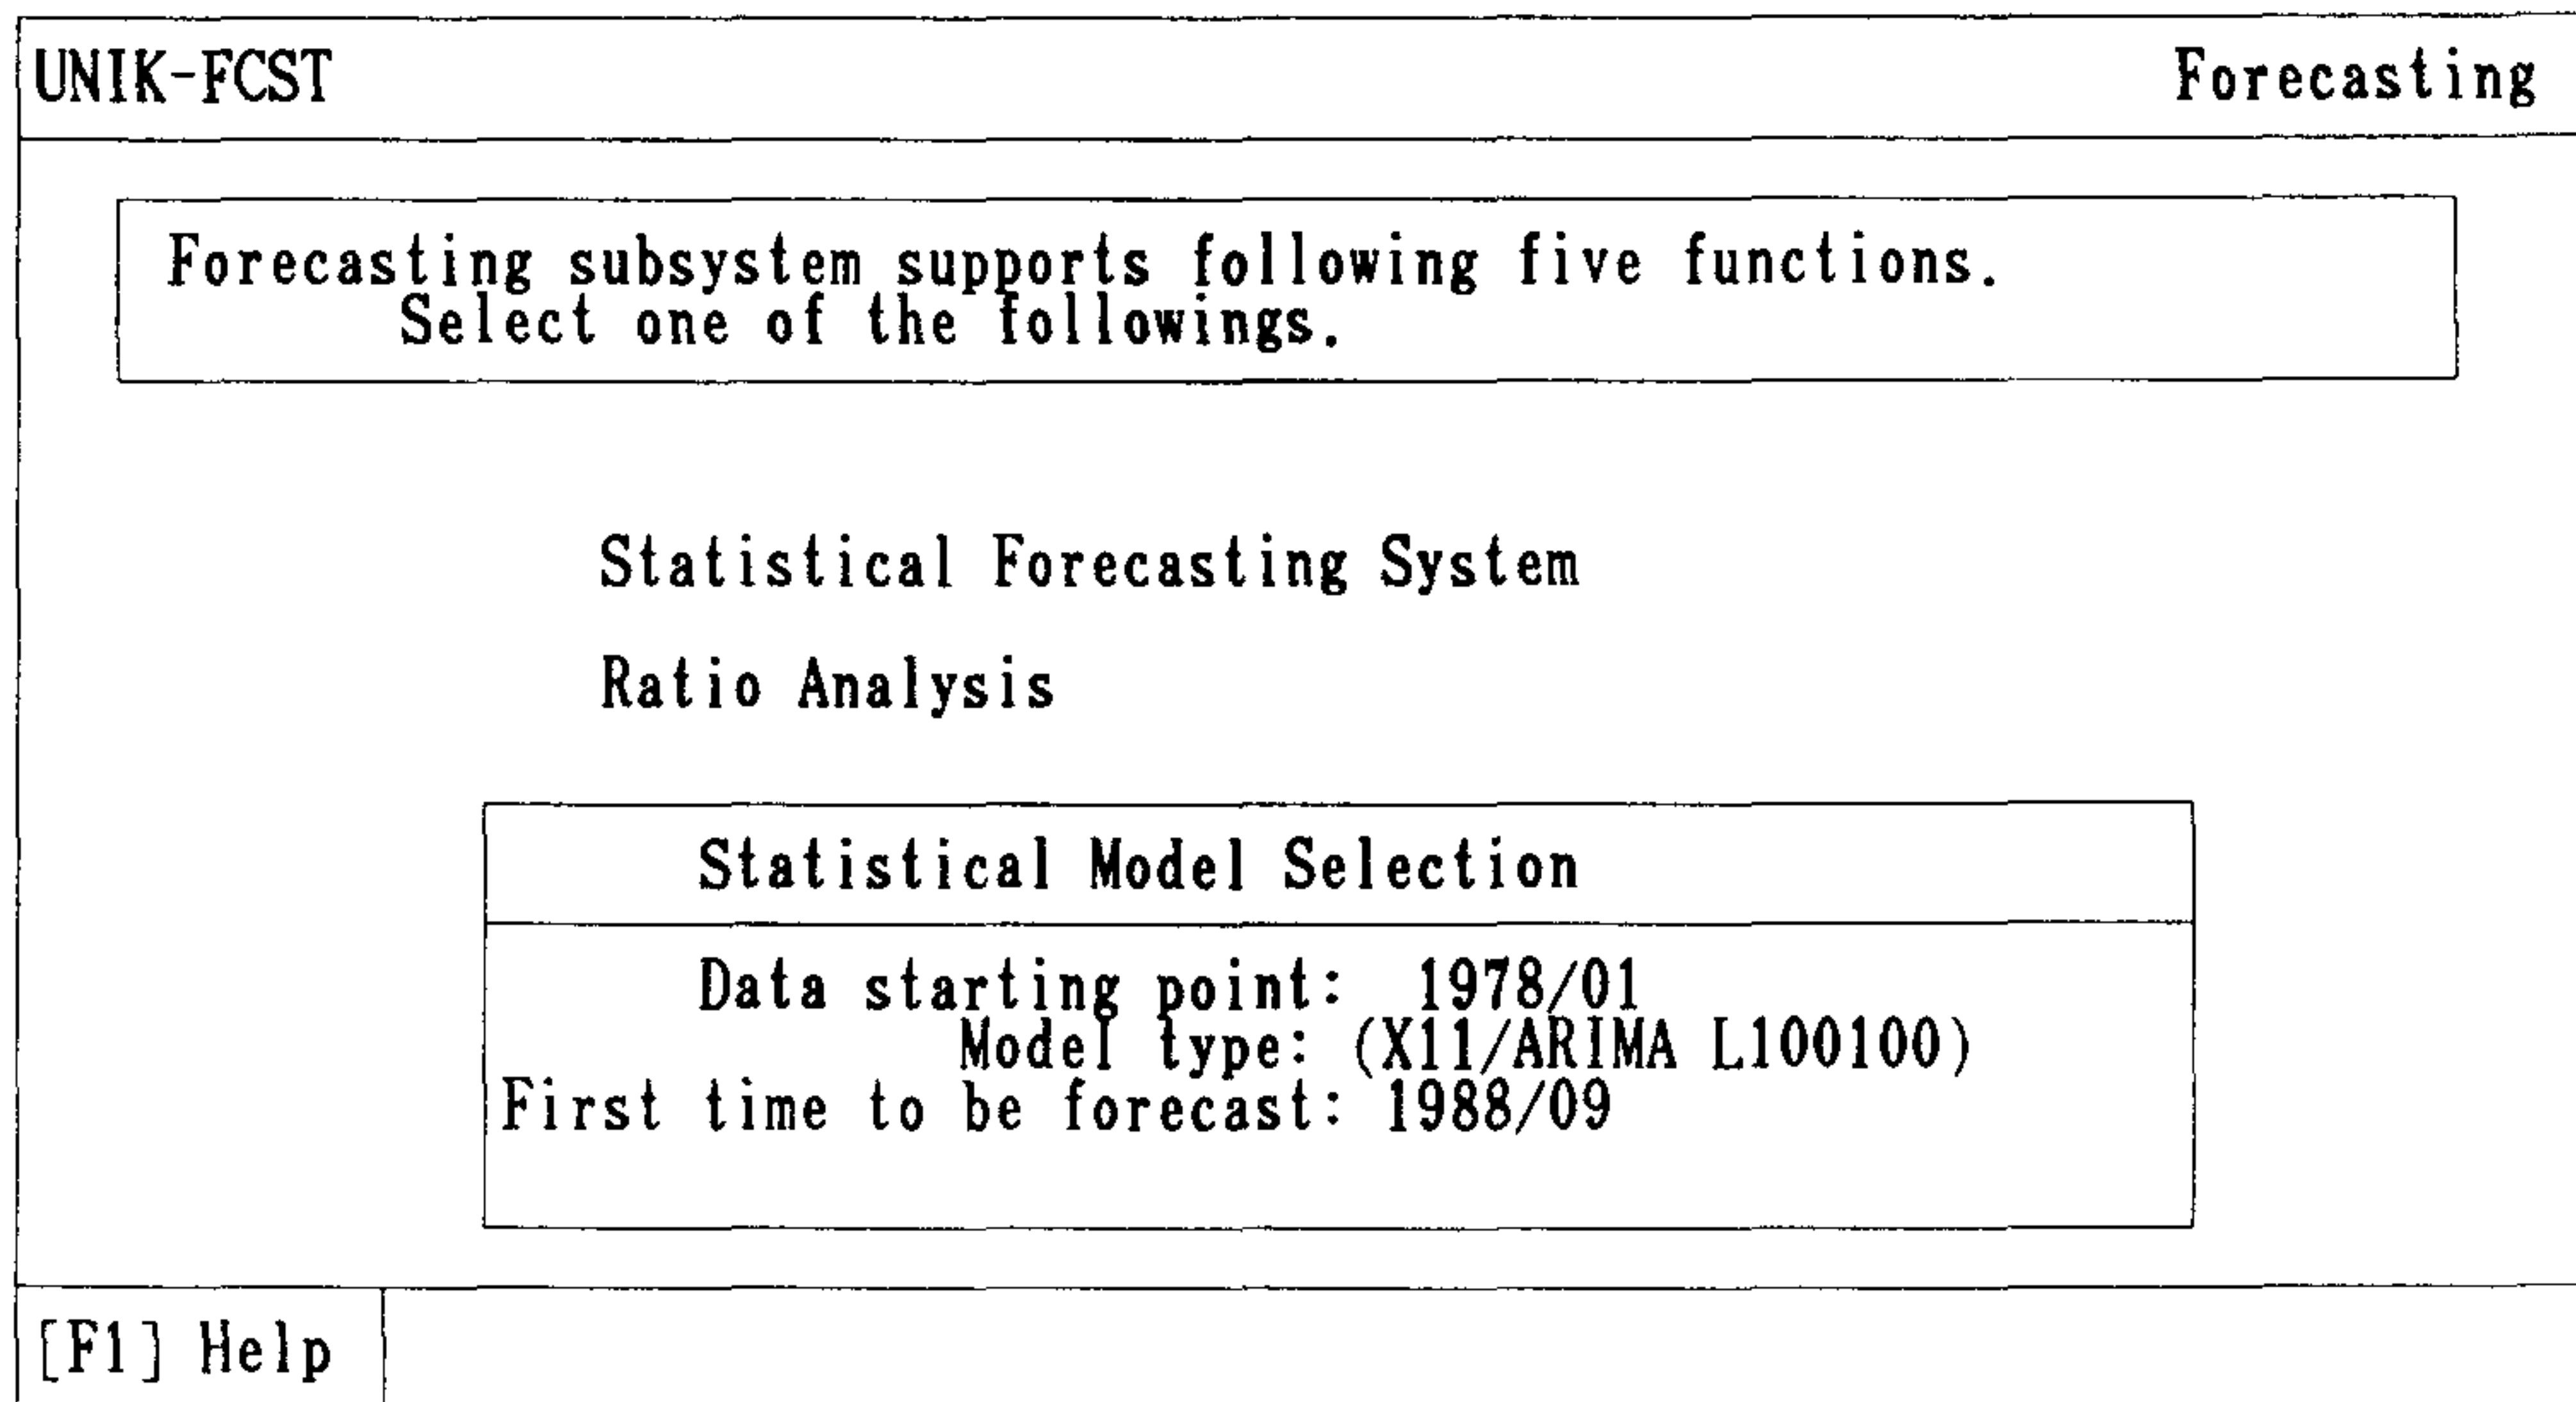 UNIK-FCST Forecasting
Forecasting subsystem supports following five functions.
Select one of the followings.
Statistical Forecasting System
Ratio Analysis
Statistical Model Selection
Data starting point: 1978/01
Model type: (X11/ARIMA L100100)
First time to be forecast: 1988/09
[F1] Help